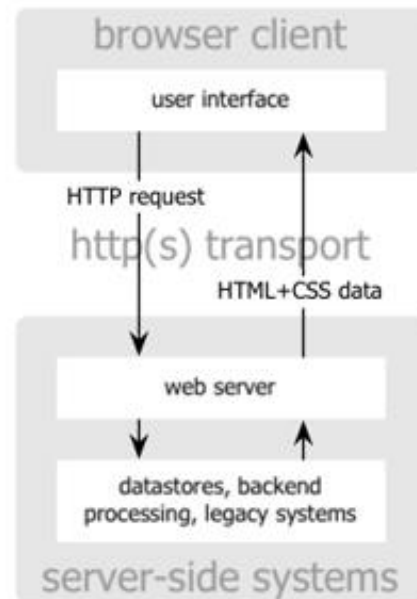 browser client
user interface
HTTP request
http(s) transport
HTML+CSS data
web server
datastores, backend
processing, legacy systems
server-side systems